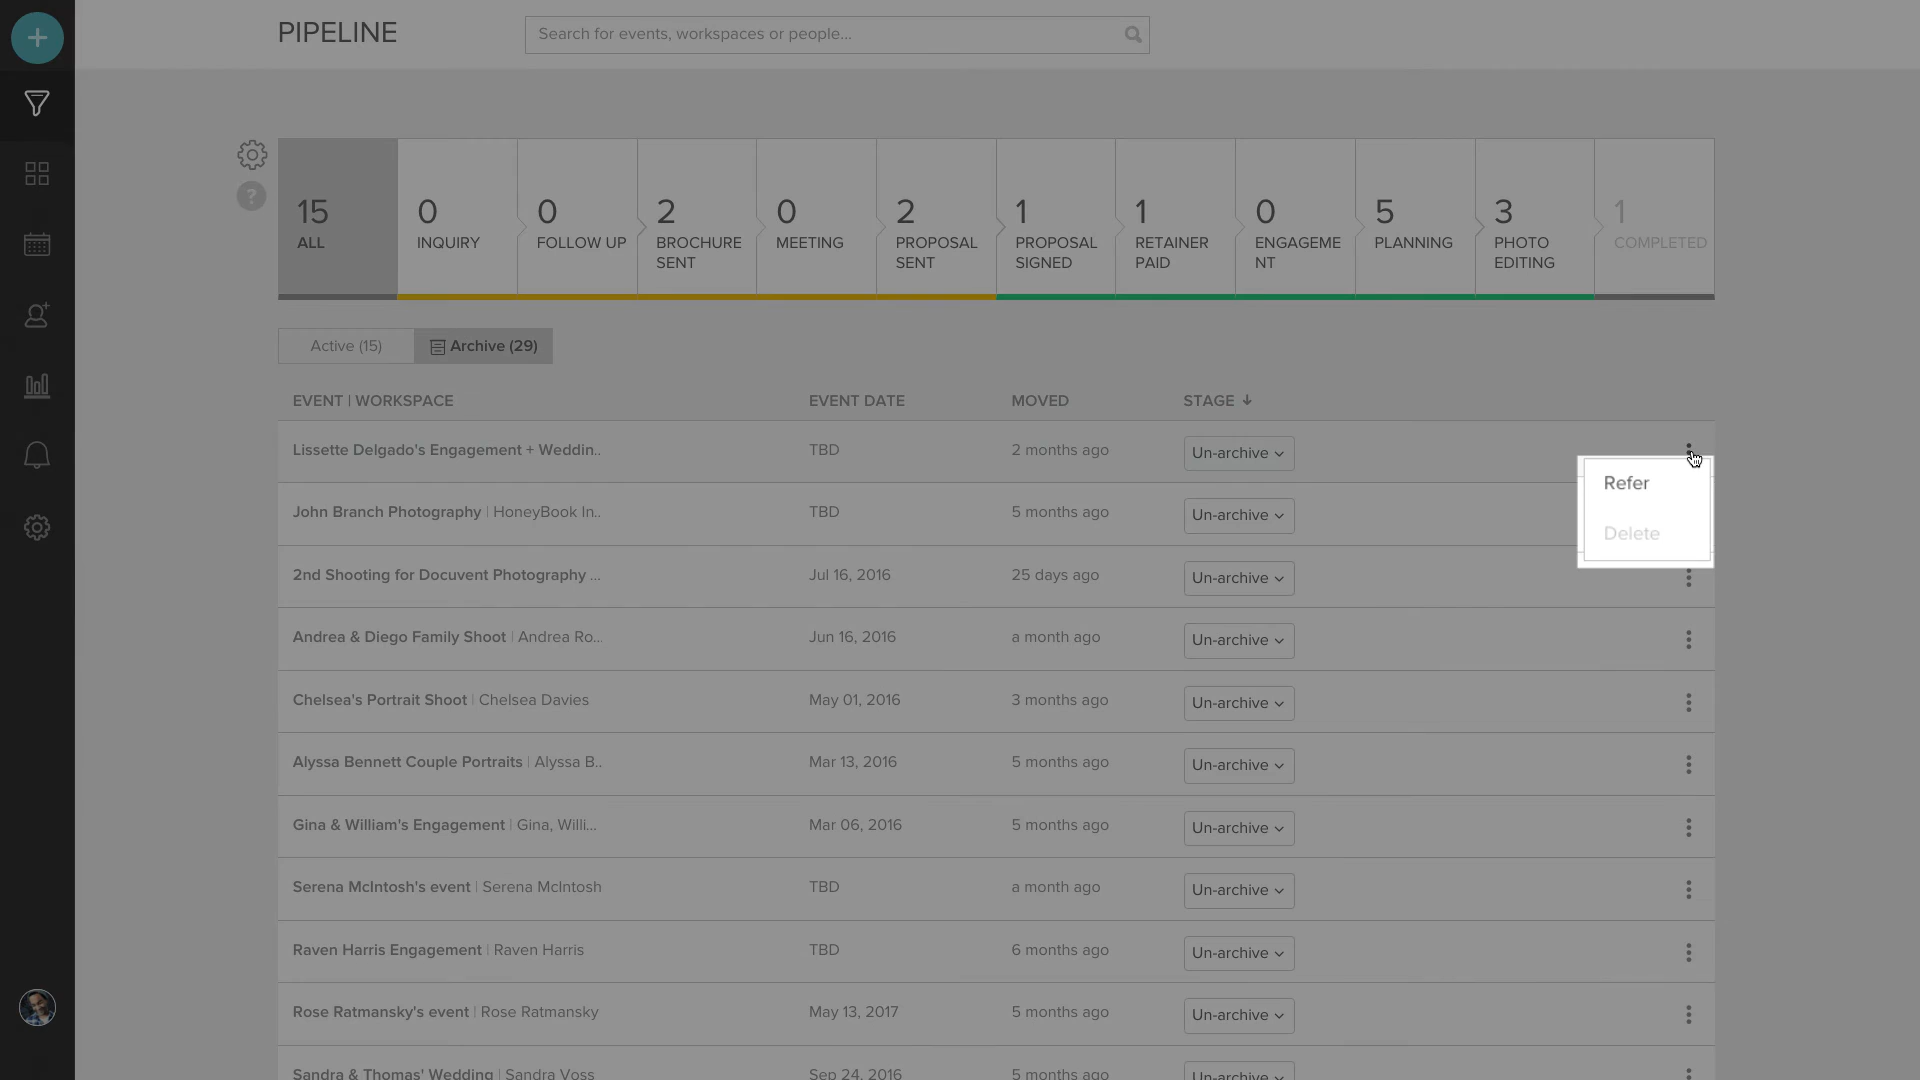 PIPELINE
Search for events, workspaces or people...
15
ALL
0
INQUIRY
0
FOLLOW UP
2
BROCHURE
SENT
0
MEETING
2
PROPOSAL
SENT
1
PROPOSAL
SIGNED
1
RETAINER
PAID
0
ENGAGEME
NT
5
PLANNING
3
PHOTO
EDITING
1
COMPLETED
?
Active (15)
Archive (29)
EVENT | WORKSPACE EVENT DATE MOVED STAGE
Lissette Delgado's Engagement + Weddin.. TBD 2 months ago Un-archive
Refer
Delete
John Branch Photography | HoneyBook In.. TBD 5 months ago Un-archive
2nd Shooting for Docuvent Photography ... Jul 16, 2016 25 days ago Un-archive
Andrea & Diego Family Shoot | Andrea Ro... Jun 16, 2016 a month ago Un-archive
Chelsea's Portrait Shoot | Chelsea Davies May 01, 2016 3 months ago Un-archive
Alyssa Bennett Couple Portraits | Alyssa B.. Mar 13, 2016 5 months ago Un-archive
Gina & William's Engagement | Gina, Willi... Mar 06, 2016 5 months ago Un-archive
Serena McIntosh's event | Serena McIntosh TBD a month ago Un-archive
Raven Harris Engagement | Raven Harris TBD 6 months ago Un-archive
Rose Ratmansky's event | Rose Ratmansky May 13, 2017 5 months ago Un-archive
Sandra & Thomas' Wedding | Sandra Voss Sep 24, 2016 5 months ago Un-archive